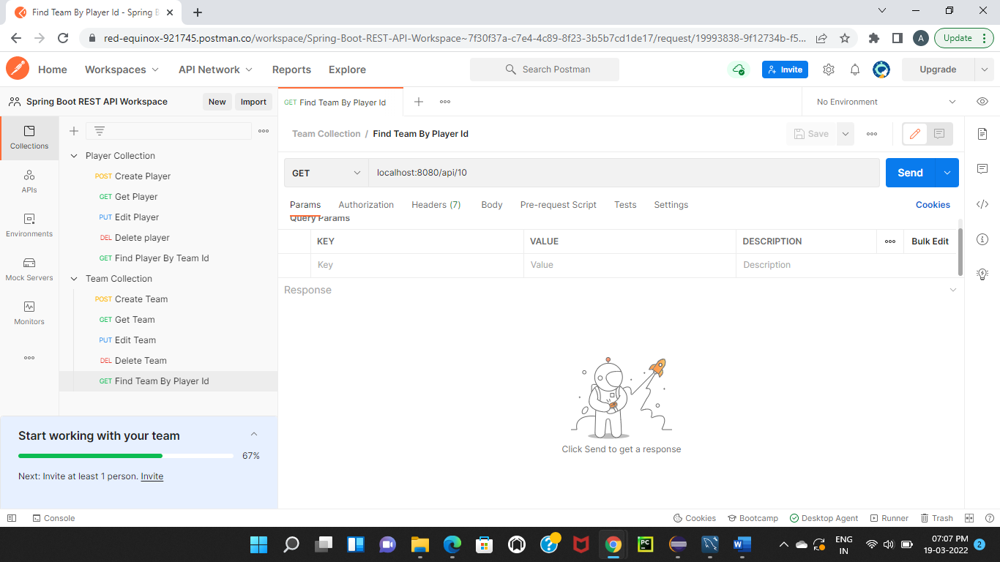 Find Team By Player Id - Spring B
red-equinox-921745.postman.co/workspace/Spring-Boot-REST-API-Workspace~7f30f37a-c7e4-4c89-8f23-3b5b7cd1de17/request/19993838-9f12734b-f5...
A
Update
Home
Workspaces
API Network
Reports
Explore
Search Postman
Invite
Upgrade
Spring Boot REST API Workspace
New
Import
GET Find Team By Player Id
No Environment
Collections
APIs
Environments
Mock Servers
Monitors
Player Collection
POST Create Player
GET Get Player
PUT Edit Player
DEL Delete player
GET Find Player By Team Id
Team Collection
POST Create Team
GET Get Team
PUT Edit Team
DEL Delete Team
GET Find Team By Player Id
Start working with your team
67%
Next: Invite at least 1 person. Invite
Team Collection / Find Team By Player Id
Save
GET
localhost:8080/api/10
Send
Params
Authorization
Headers (7)
Body
Pre-request Script
Tests
Settings
Cookies
Query Params
KEY
VALUE
DESCRIPTION
Bulk Edit
Key
Value
Description
Response
Click Send to get a response
Console
Cookies
Bootcamp
Desktop Agent
Runner
Trash
PC
W
ENG
IN
07:07 PM
19-03-2022
2